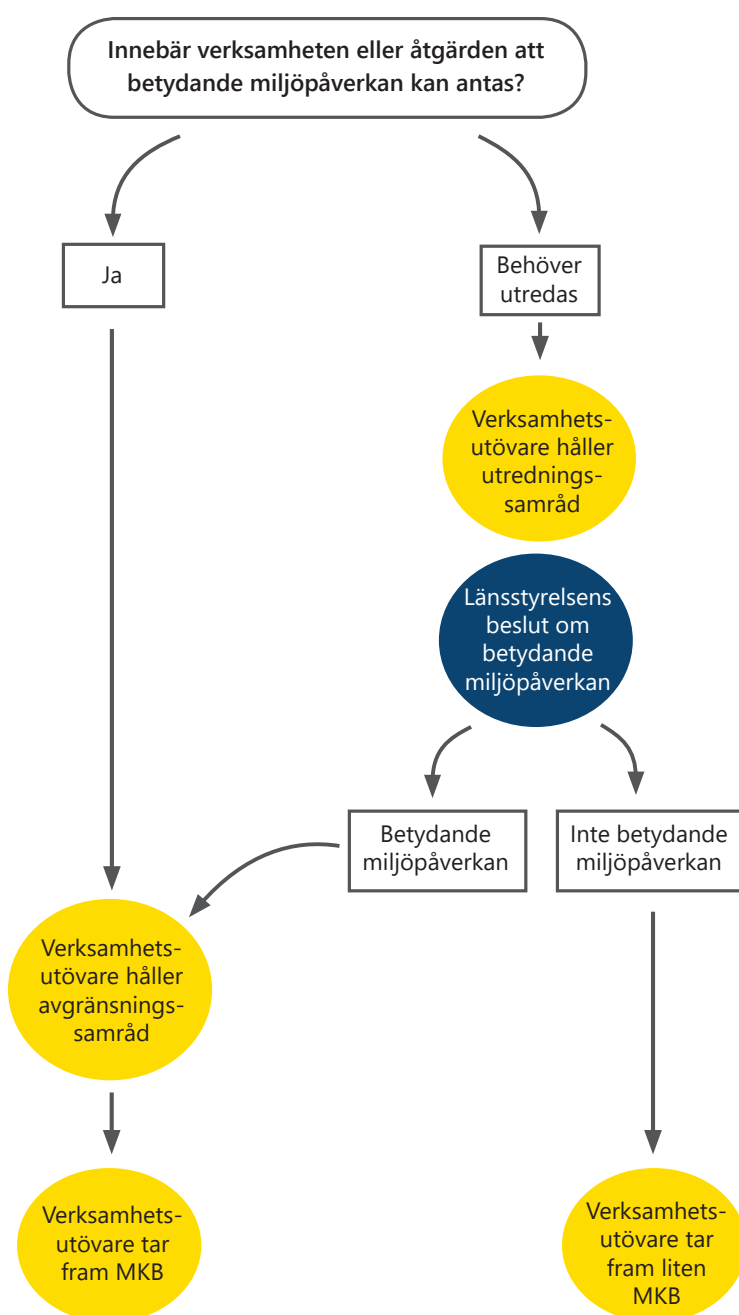 Innebär verksamheten eller åtgärden att
betydande miljöpåverkan kan antas?
Ja
Behöver
utredas
Verksamhets-
utövare håller
utrednings-
samråd
Länsstyrelsens
beslut om
betydande
miljöpåverkan
Betydande
miljöpåverkan
Inte betydande
miljöpåverkan
Verksamhets-
utövare håller
avgränsnings-
samråd
Verksamhets-
utövare tar
fram MKB
Verksamhets-
utövare tar
fram liten
MKB